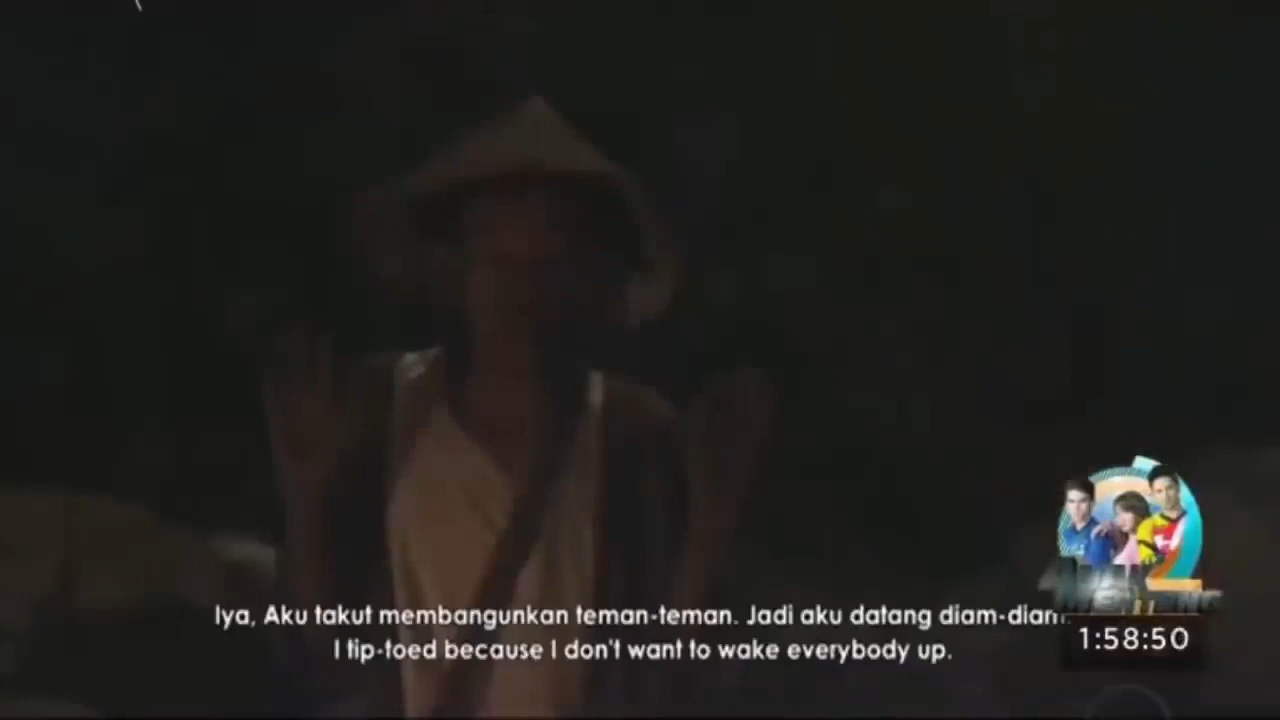 Iya, Aku takut membangunkan teman-teman. Jadi aku datang diam-diam.
I tip-toed because I don't want to wake everybody up.
2
1:58:50